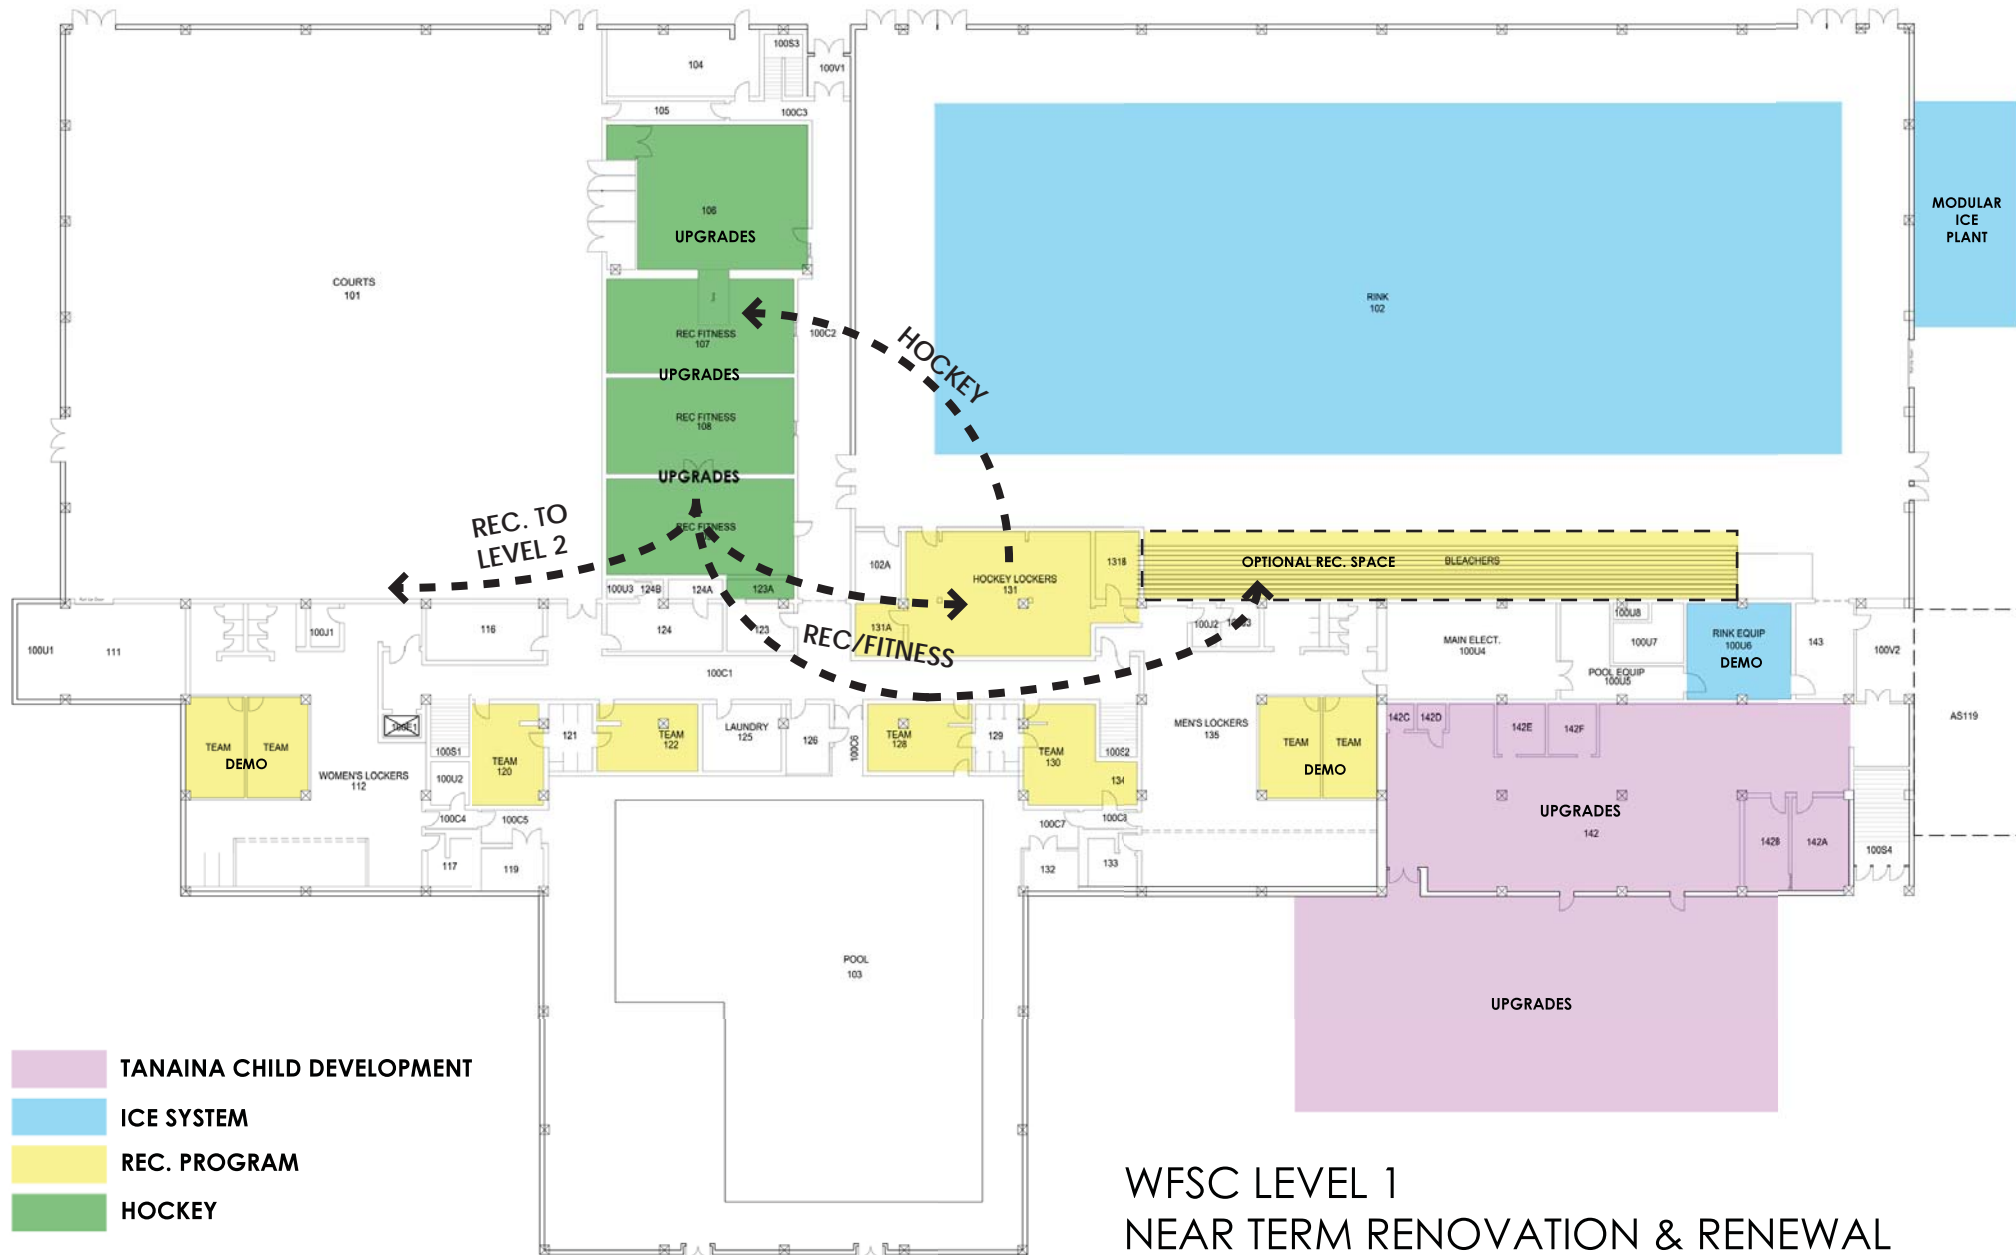 100S3
104
100V1
105
100C3
106
UPGRADES
MODULAR
ICE
PLANT
COURTS
101
RINK
102
REC FITNESS
107
100C2
HOCKEY
UPGRADES
REC FITNESS
108
UPGRADES
REC FITNESS
REC. TO
LEVEL 2
102A
HOCKEY LOCKERS
131
131B
OPTIONAL REC. SPACE
BLEACHERS
100U3
124B
124A
123A
100U1
111
100J1
116
124
123
131A
REC/FITNESS
100J2
MAIN ELECT.
100U4
100U8
100U7
POOL EQUIP
100U5
RINK EQUIP
100U6
DEMO
143
100V2
100C1
100E1
TEAM
TEAM
DEMO
WOMEN'S LOCKERS
112
100S1
100U2
TEAM
120
121
TEAM
122
LAUNDRY
125
126
100C6
TEAM
128
129
TEAM
130
100S2
134
MEN'S LOCKERS
135
TEAM
TEAM
DEMO
142C
142D
142E
142F
AS119
UPGRADES
142
142B
142A
100S4
100C4
100C5
117
119
100C7
100C8
132
133
POOL
103
UPGRADES
TANAINA CHILD DEVELOPMENT
ICE SYSTEM
REC. PROGRAM
HOCKEY
WFSC LEVEL 1
NEAR TERM RENOVATION & RENEWAL